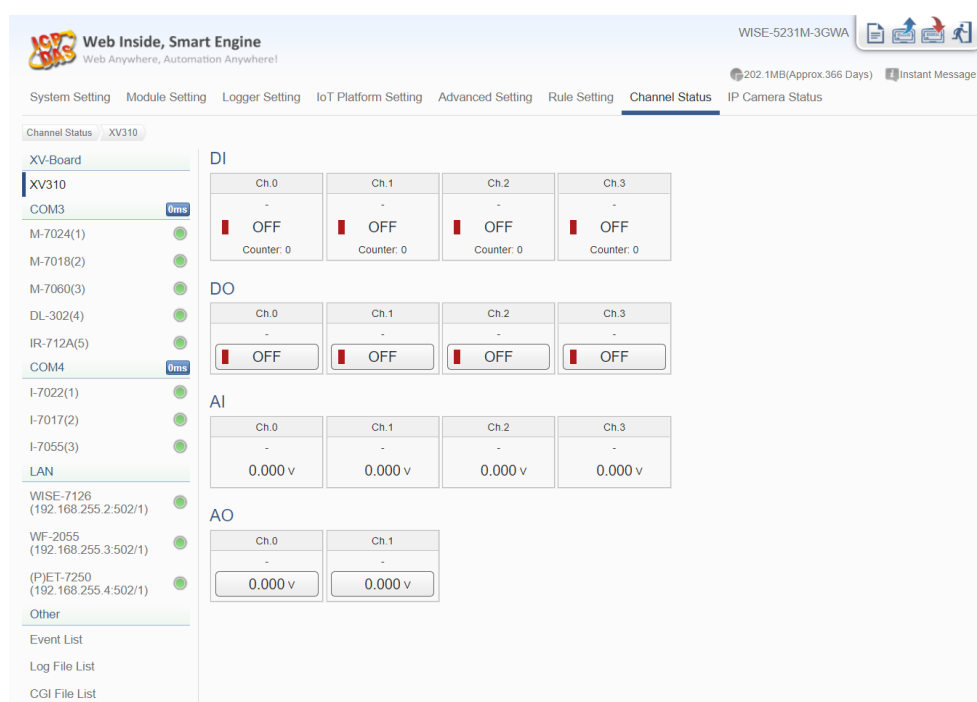 ICP DAS
Web Inside, Smart Engine
Web Anywhere, Automation Anywhere!
WISE-5231M-3GWA
202.1MB(Approx.366 Days) Instant Message
System Setting Module Setting Logger Setting IoT Platform Setting Advanced Setting Rule Setting Channel Status IP Camera Status
Channel Status XV310
XV-Board
XV310
COM3 0ms
M-7024(1)
M-7018(2)
M-7060(3)
DL-302(4)
IR-712A(5)
COM4 0ms
I-7022(1)
I-7017(2)
I-7055(3)
LAN
WISE-7126
(192.168.255.2:502/1)
WF-2055
(192.168.255.3:502/1)
(P)ET-7250
(192.168.255.4:502/1)
Other
Event List
Log File List
CGI File List
DI
Ch.0 Ch.1 Ch.2 Ch.3
- - - -
OFF OFF OFF OFF
Counter: 0 Counter: 0 Counter: 0 Counter: 0
DO
Ch.0 Ch.1 Ch.2 Ch.3
- - - -
OFF OFF OFF OFF
AI
Ch.0 Ch.1 Ch.2 Ch.3
- - - -
0.000 V 0.000 V 0.000 V 0.000 V
AO
Ch.0 Ch.1
- -
0.000 V 0.000 V